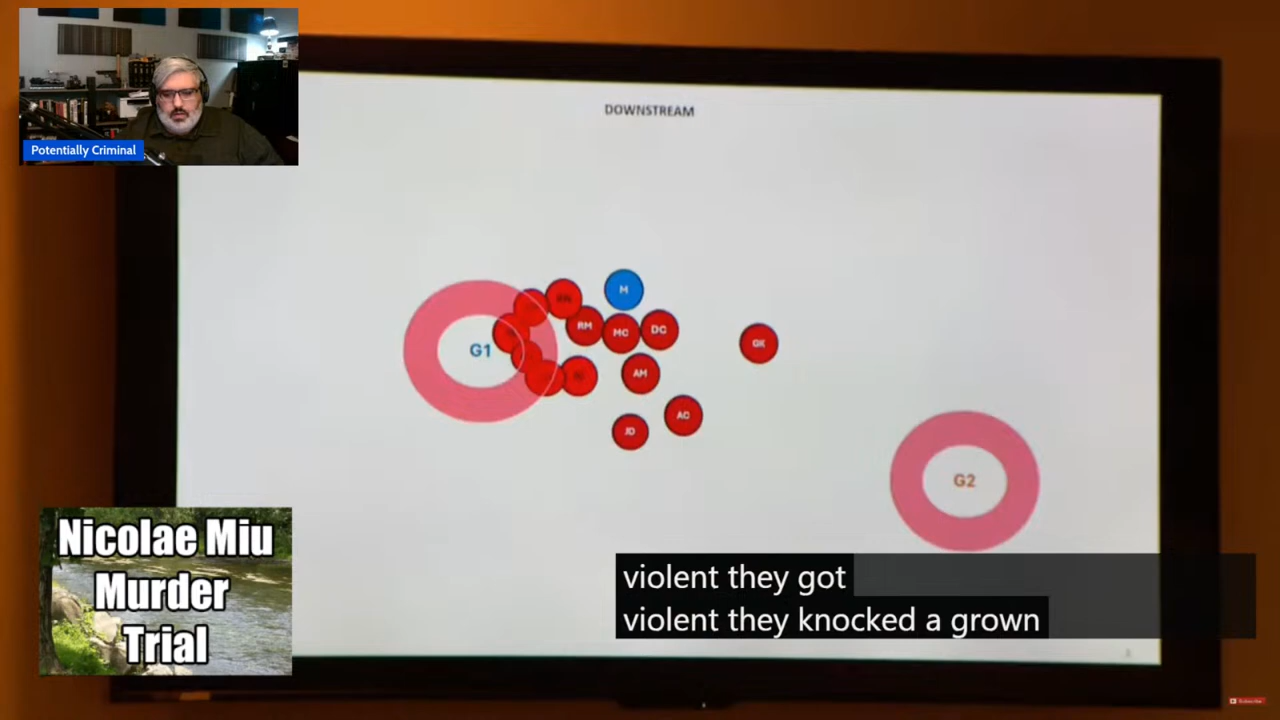 DOWNSTREAM
Potentially Criminal
M
RM
MC
DC
GK
G1
AM
AC
JD
G2
Nicolae Miu
Murder
Trial
violent they got
violent they knocked a grown